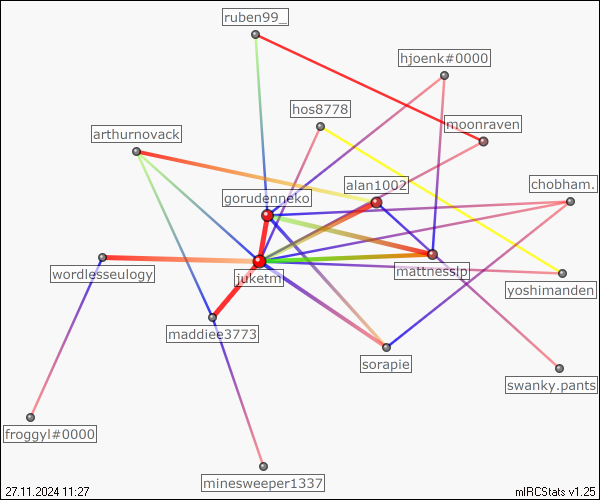 ruben99_
hjoenk#0000
hos8778
moonraven
arthurnovack
alan1002
chobham.
gorudenneko
wordlesseulogy
juketm
mattnesslp
yoshimanden
maddiee3773
sorapie
swanky.pants
froggyl#0000
minesweeper1337
27.11.2024 11:27
mIRCStats v1.25